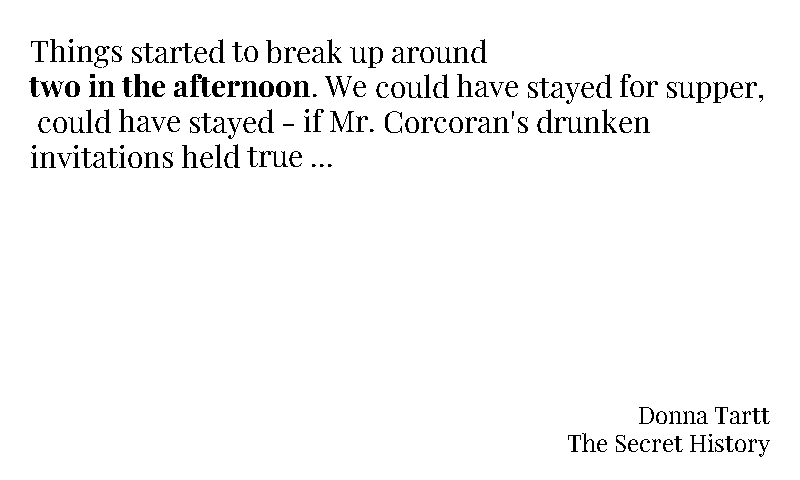 Things started to break up around
two in the afternoon. We could have stayed for supper,
could have stayed – if Mr. Corcoran's drunken
invitations held true ...
Donna Tartt
The Secret History